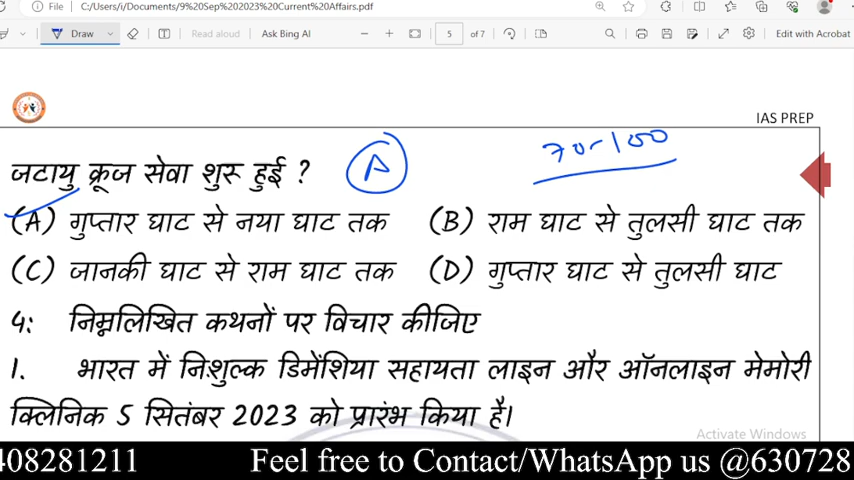 File C:/Users/i/Documents/9%20Sep%202023%20Current%20Affairs.pdf
Draw Read aloud Ask Bing AI 5 of 7 Edit with Acrobat
IAS PREP
70-100
जटायु क्रूज सेवा शुरू हुई ? A
(A) गुप्तार घाट से नया घाट तक (B) राम घाट से तुलसी घाट तक
(C) जानकी घाट से राम घाट तक (D) गुप्तार घाट से तुलसी घाट
4: निम्नलिखित कथनों पर विचार कीजिए
1. भारत में निःशुल्क डिमेंशिया सहायता लाइन और ऑनलाइन मेमोरी
क्लिनिक 5 सितंबर 2023 को प्रारंभ किया है।
Activate Windows
408281211 Feel free to Contact/WhatsApp us @630728